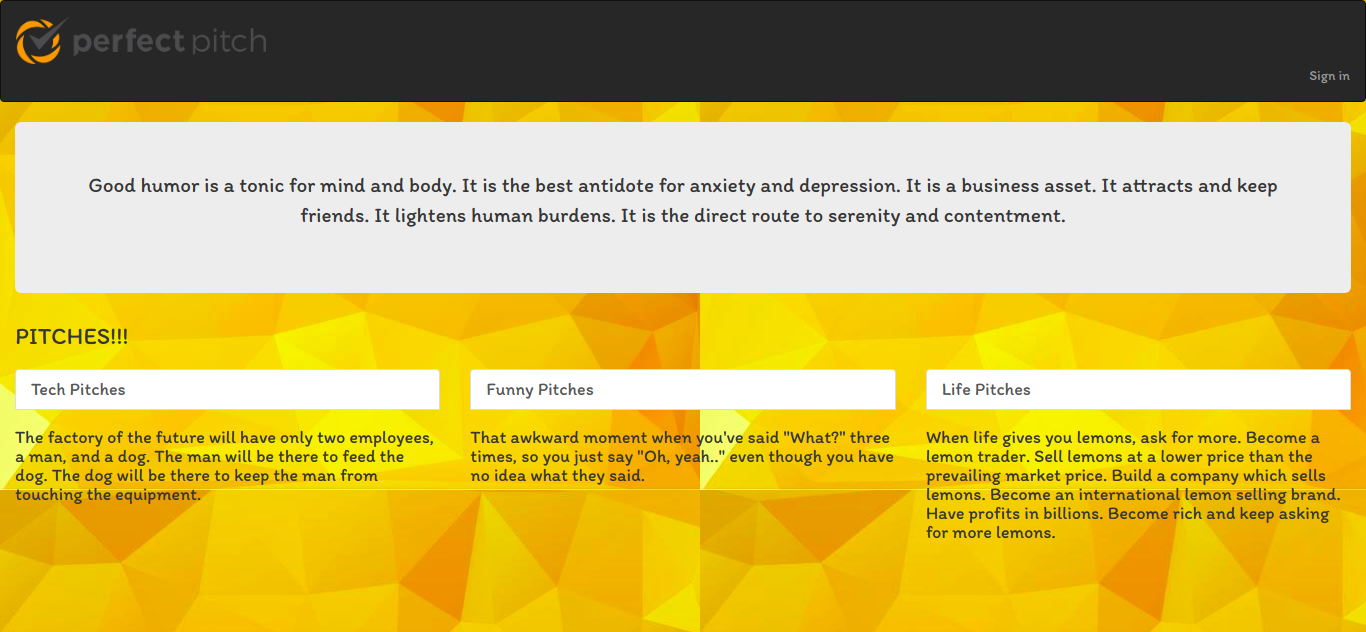 perfect pitch
Sign in
Good humor is a tonic for mind and body. It is the best antidote for anxiety and depression. It is a business asset. It attracts and keep
friends. It lightens human burdens. It is the direct route to serenity and contentment.
PITCHES!!!
Tech Pitches
The factory of the future will have only two employees,
a man, and a dog. The man will be there to feed the
dog. The dog will be there to keep the man from
touching the equipment.
Funny Pitches
That awkward moment when you've said "What?" three
times, so you just say "Oh, yeah.." even though you have
no idea what they said.
Life Pitches
When life gives you lemons, ask for more. Become a
lemon trader. Sell lemons at a lower price than the
prevailing market price. Build a company which sells
lemons. Become an international lemon selling brand.
Have profits in billions. Become rich and keep asking
for more lemons.